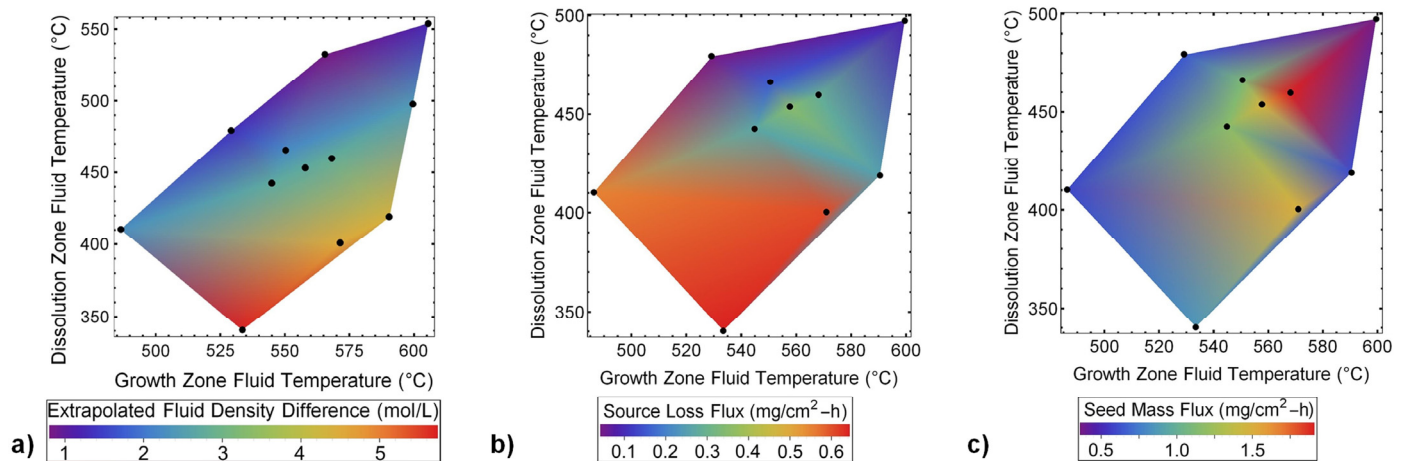 550
500
450
400
350
Dissolution Zone Fluid Temperature (°C)
500 525 550 575 600
Growth Zone Fluid Temperature (°C)
Extrapolated Fluid Density Difference (mol/L)
1 2 3 4 5
a)
500
450
400
350
Dissolution Zone Fluid Temperature (°C)
500 520 540 560 580 600
Growth Zone Fluid Temperature (°C)
Source Loss Flux (mg/cm²-h)
0.1 0.2 0.3 0.4 0.5 0.6
b)
500
450
400
350
Dissolution Zone Fluid Temperature (°C)
500 520 540 560 580 600
Growth Zone Fluid Temperature (°C)
Seed Mass Flux (mg/cm²-h)
0.5 1.0 1.5
c)